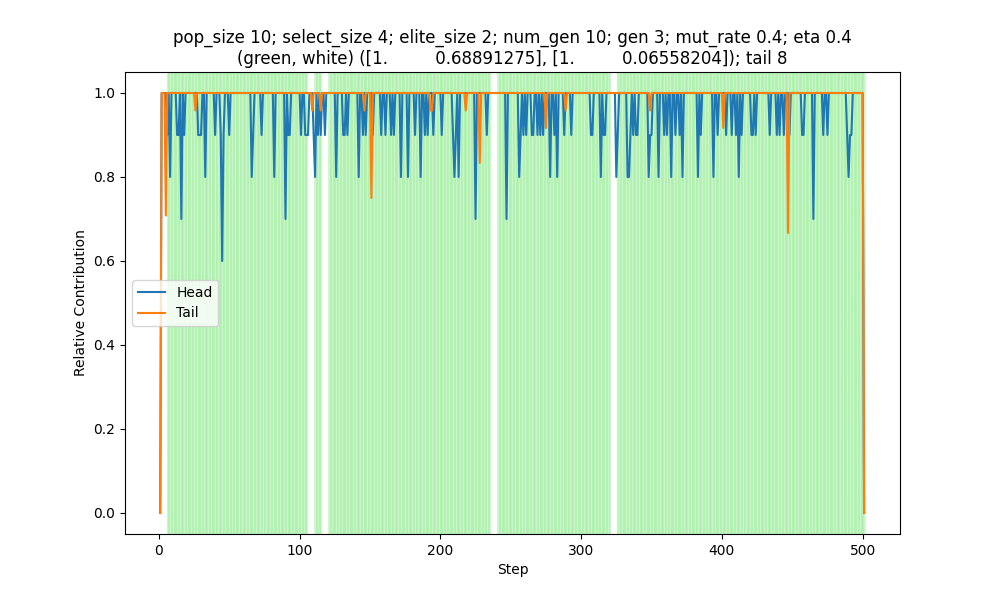 pop_size 10; select_size 4; elite_size 2; num_gen 10; gen 3; mut_rate 0.4; eta 0.4
(green, white) ([1. 0.68891275], [1. 0.06558204]); tail 8
1.0
0.8
0.6
0.4
0.2
0.0
Relative Contribution
Head
Tail
0
100
200
300
400
500
Step